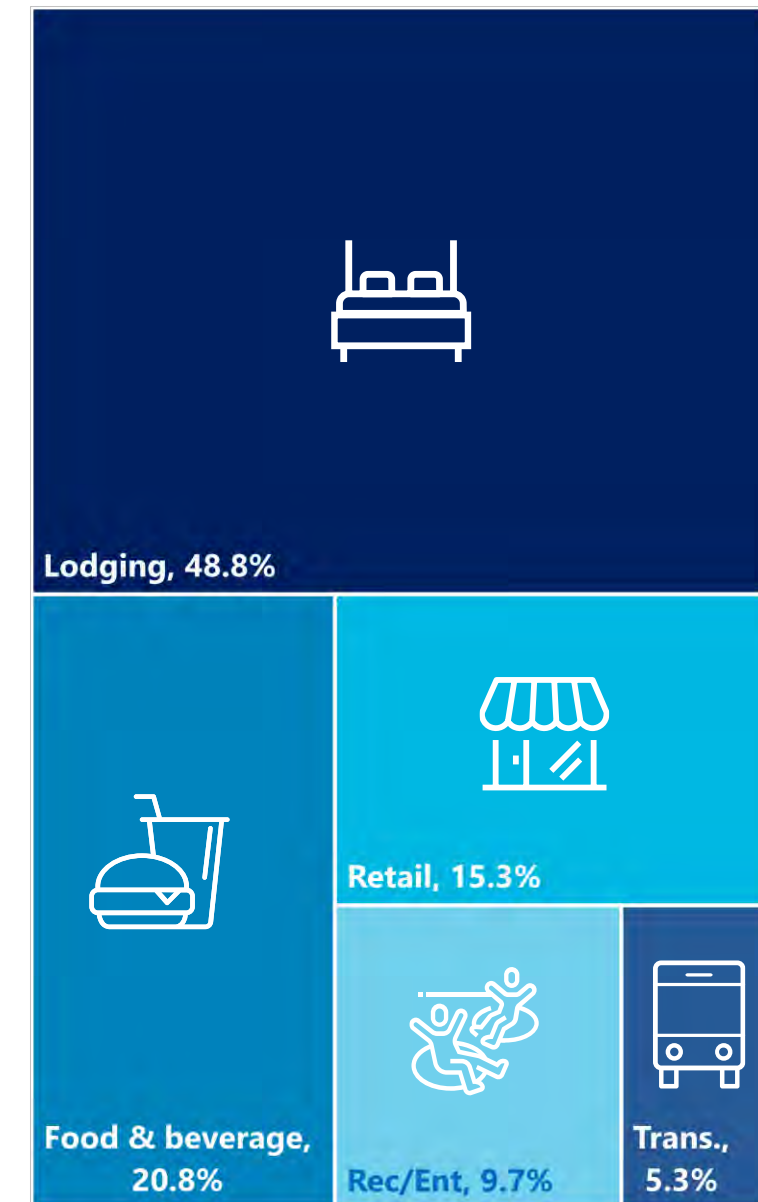 Lodging, 48.8%
Retail, 15.3%
Food & beverage,
20.8%
Rec/Ent, 9.7%
Trans.,
5.3%